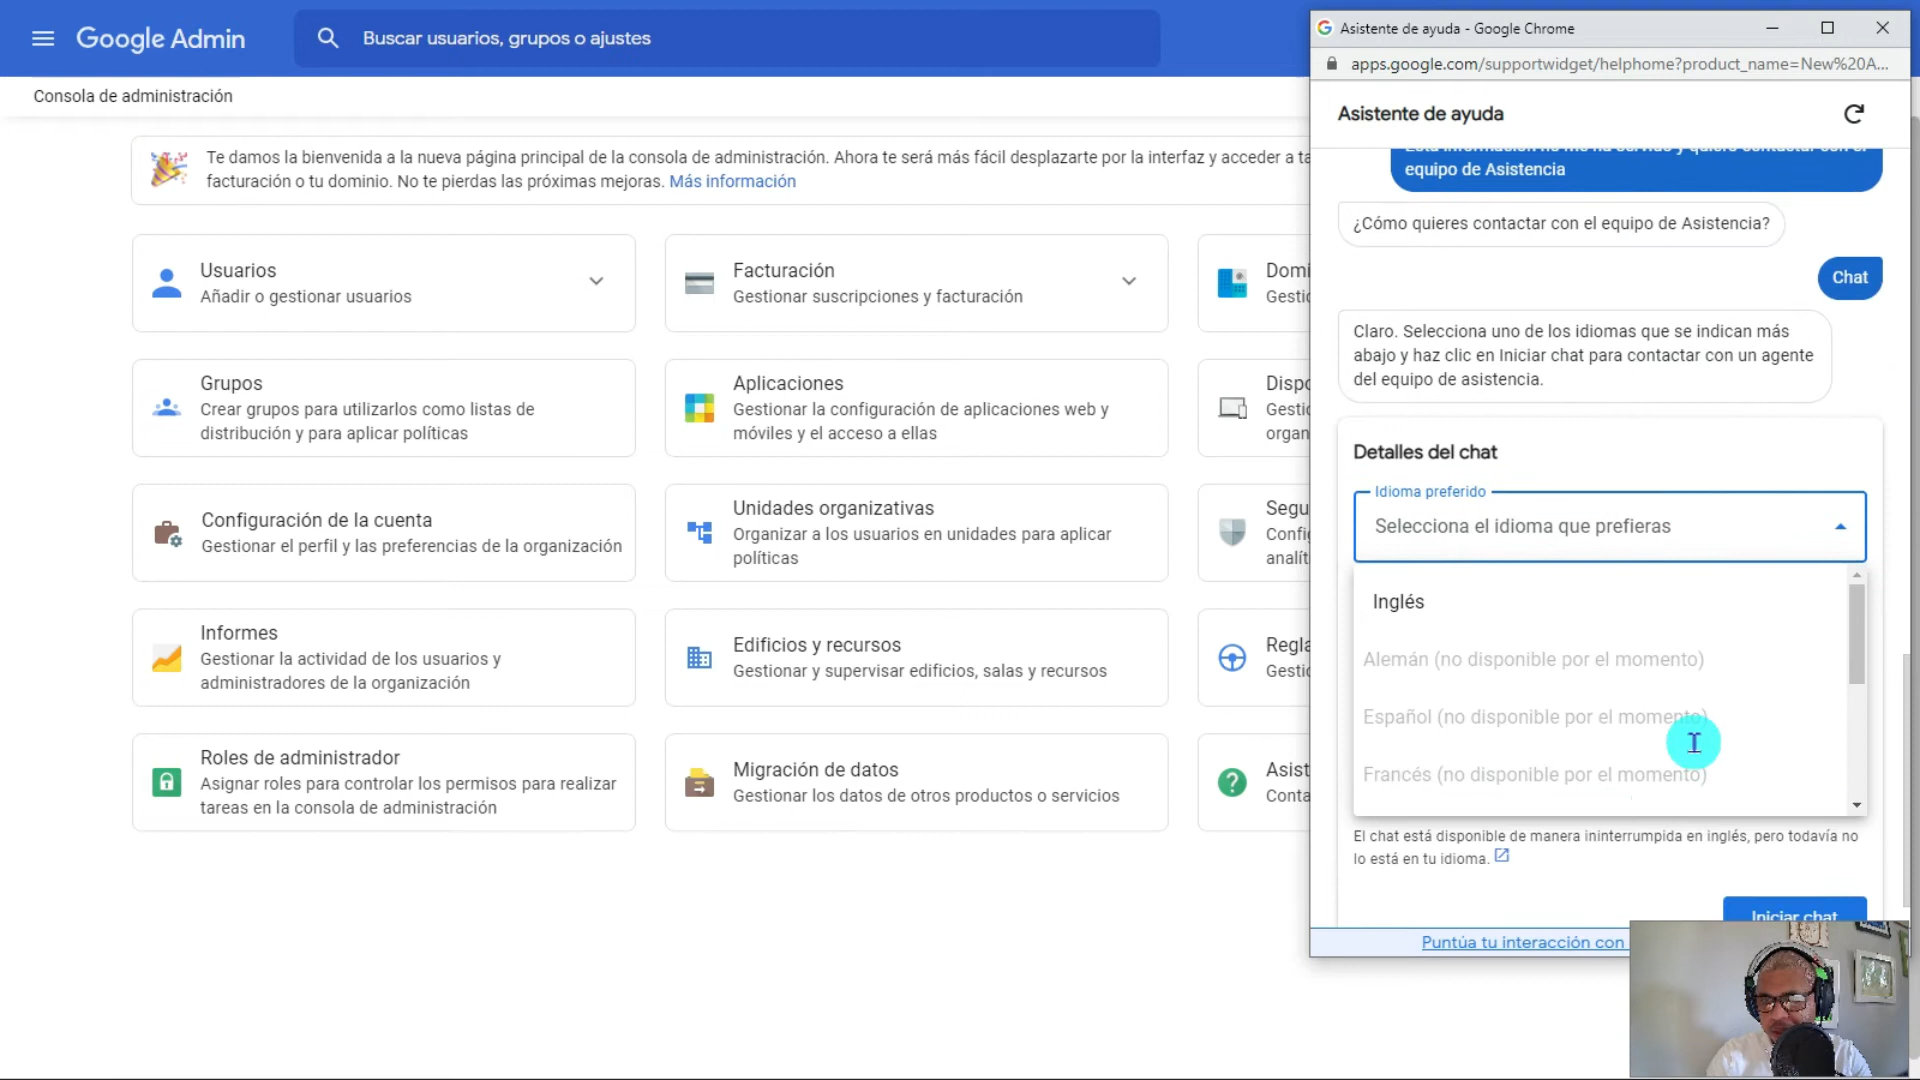 Google Admin
Buscar usuarios, grupos o ajustes
Consola de administración
Te damos la bienvenida a la nueva página principal de la consola de administración. Ahora te será más fácil desplazarte por la interfaz y acceder a
facturación o tu dominio. No te pierdas las próximas mejoras. Más información
Usuarios
Añadir o gestionar usuarios
Facturación
Gestionar suscripciones y facturación
Grupos
Crear grupos para utilizarlos como listas de
distribución y para aplicar políticas
Aplicaciones
Gestionar la configuración de aplicaciones web y
móviles y el acceso a ellas
Configuración de la cuenta
Gestionar el perfil y las preferencias de la organización
Unidades organizativas
Organizar a los usuarios en unidades para aplicar
políticas
Informes
Gestionar la actividad de los usuarios y
administradores de la organización
Edificios y recursos
Gestionar y supervisar edificios, salas y recursos
Roles de administrador
Asignar roles para controlar los permisos para realizar
tareas en la consola de administración
Migración de datos
Gestionar los datos de otros productos o servicios
Asistente de ayuda - Google Chrome
apps.google.com/supportwidget/helphome?product_name=New%20A...
Asistente de ayuda
equipo de Asistencia
¿Cómo quieres contactar con el equipo de Asistencia?
Chat
Claro. Selecciona uno de los idiomas que se indican más
abajo y haz clic en Iniciar chat para contactar con un agente
del equipo de asistencia.
Detalles del chat
Idioma preferido
Selecciona el idioma que prefieras
Inglés
Alemán (no disponible por el momento)
Español (no disponible por el momento)
Francés (no disponible por el momento)
El chat está disponible de manera ininterrumpida en inglés, pero todavía no
lo está en tu idioma.
Iniciar chat
Puntúa tu interacción con